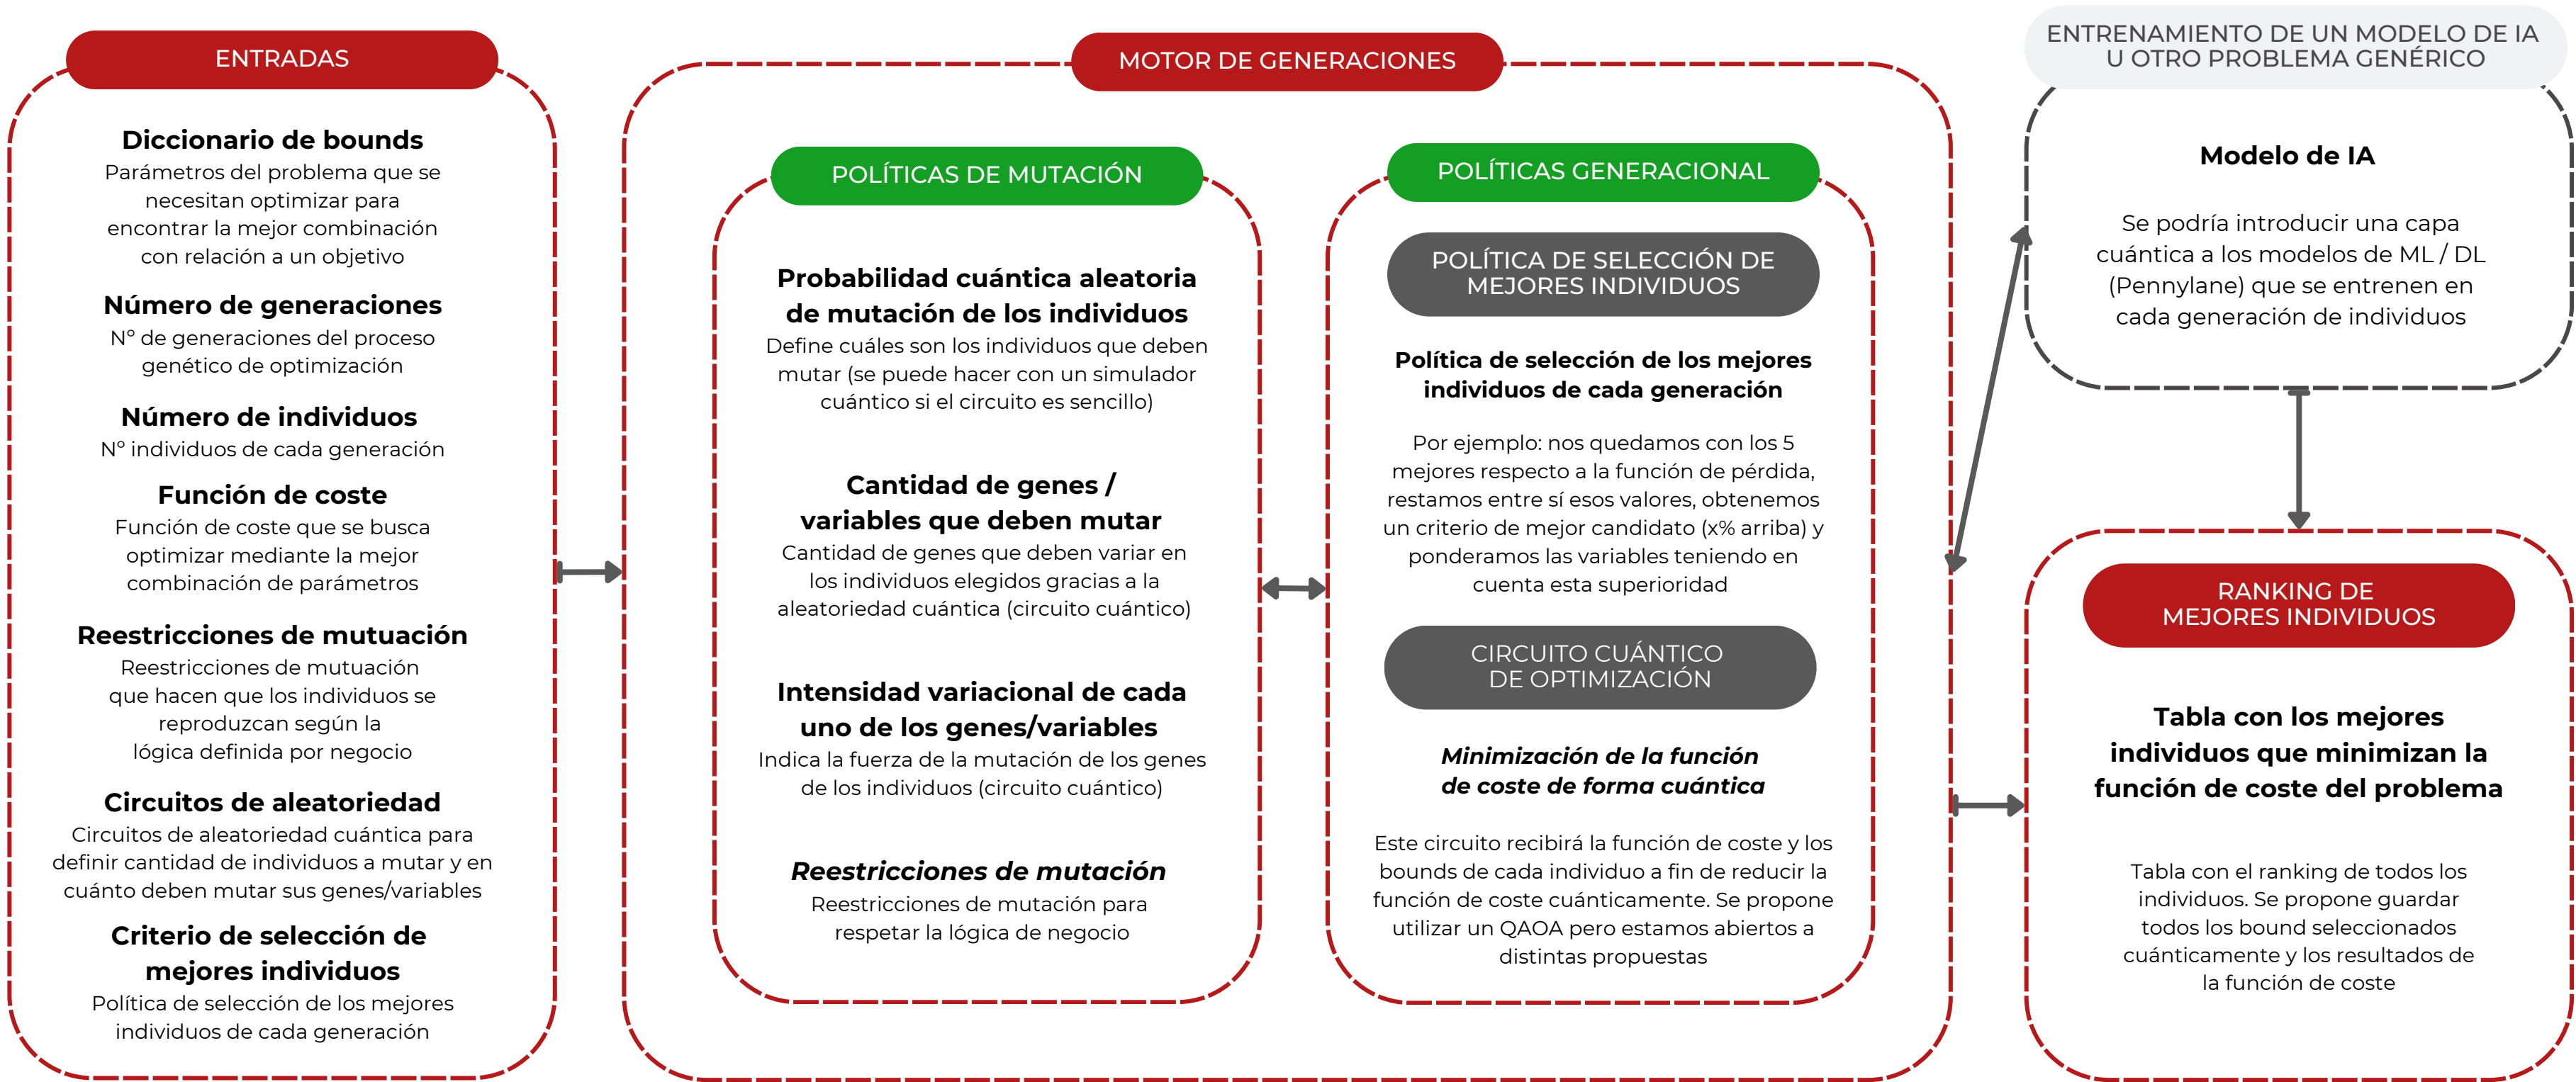 ENTRADAS
Diccionario de bounds
Parámetros del problema que se
necesitan optimizar para
encontrar la mejor combinación
con relación a un objetivo
Número de generaciones
Nº de generaciones del proceso
genético de optimización
Número de individuos
Nº individuos de cada generación
Función de coste
Función de coste que se busca
optimizar mediante la mejor
combinación de parámetros
Reestricciones de mutuación
Reestricciones de mutuación
que hacen que los individuos se
reproduzcan según la
lógica definida por negocio
Circuitos de aleatoriedad
Circuitos de aleatoriedad cuántica para
definir cantidad de individuos a mutar y en
cuánto deben mutar sus genes/variables
Criterio de selección de
mejores individuos
Política de selección de los mejores
individuos de cada generación
MOTOR DE GENERACIONES
POLÍTICAS DE MUTACIÓN
Probabilidad cuántica aleatoria
de mutación de los individuos
Define cuáles son los individuos que deben
mutar (se puede hacer con un simulador
cuántico si el circuito es sencillo)
Cantidad de genes /
variables que deben mutar
Cantidad de genes que deben variar en
los individuos elegidos gracias a la
aleatoriedad cuántica (circuito cuántico)
Intensidad variacional de cada
uno de los genes/variables
Indica la fuerza de la mutación de los genes
de los individuos (circuito cuántico)
Reestricciones de mutación
Reestricciones de mutación para
respetar la lógica de negocio
POLÍTICAS GENERACIONAL
POLÍTICA DE SELECCIÓN DE
MEJORES INDIVIDUOS
Política de selección de los mejores
individuos de cada generación
Por ejemplo: nos quedamos con los 5
mejores respecto a la función de pérdida,
restamos entre sí esos valores, obtenemos
un criterio de mejor candidato (x% arriba) y
ponderamos las variables teniendo en
cuenta esta superioridad
CIRCUITO CUÁNTICO
DE OPTIMIZACIÓN
Minimización de la función
de coste de forma cuántica
Este circuito recibirá la función de coste y los
bounds de cada individuo a fin de reducir la
función de coste cuánticamente. Se propone
utilizar un QAOA pero estamos abiertos a
distintas propuestas
ENTRENAMIENTO DE UN MODELO DE IA
U OTRO PROBLEMA GENÉRICO
Modelo de IA
Se podría introducir una capa
cuántica a los modelos de ML / DL
(Pennylane) que se entrenen en
cada generación de individuos
RANKING DE
MEJORES INDIVIDUOS
Tabla con los mejores
individuos que minimizan la
función de coste del problema
Tabla con el ranking de todos los
individuos. Se propone guardar
todos los bound seleccionados
cuánticamente y los resultados de
la función de coste